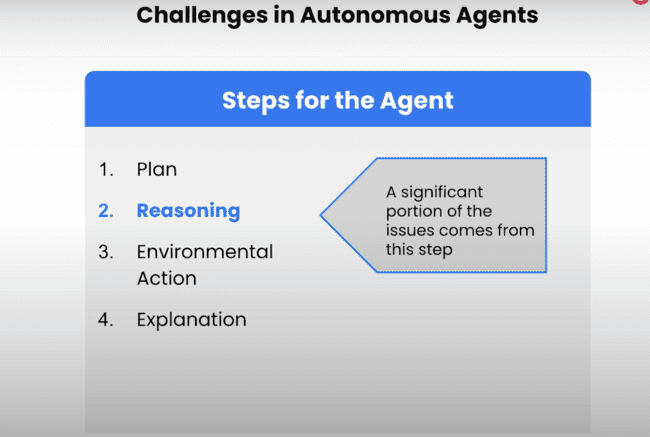 Challenges in Autonomous Agents
Steps for the Agent
1. Plan
2. Reasoning
3. Environmental
Action
4. Explanation
A significant
portion of the
issues comes from
this step